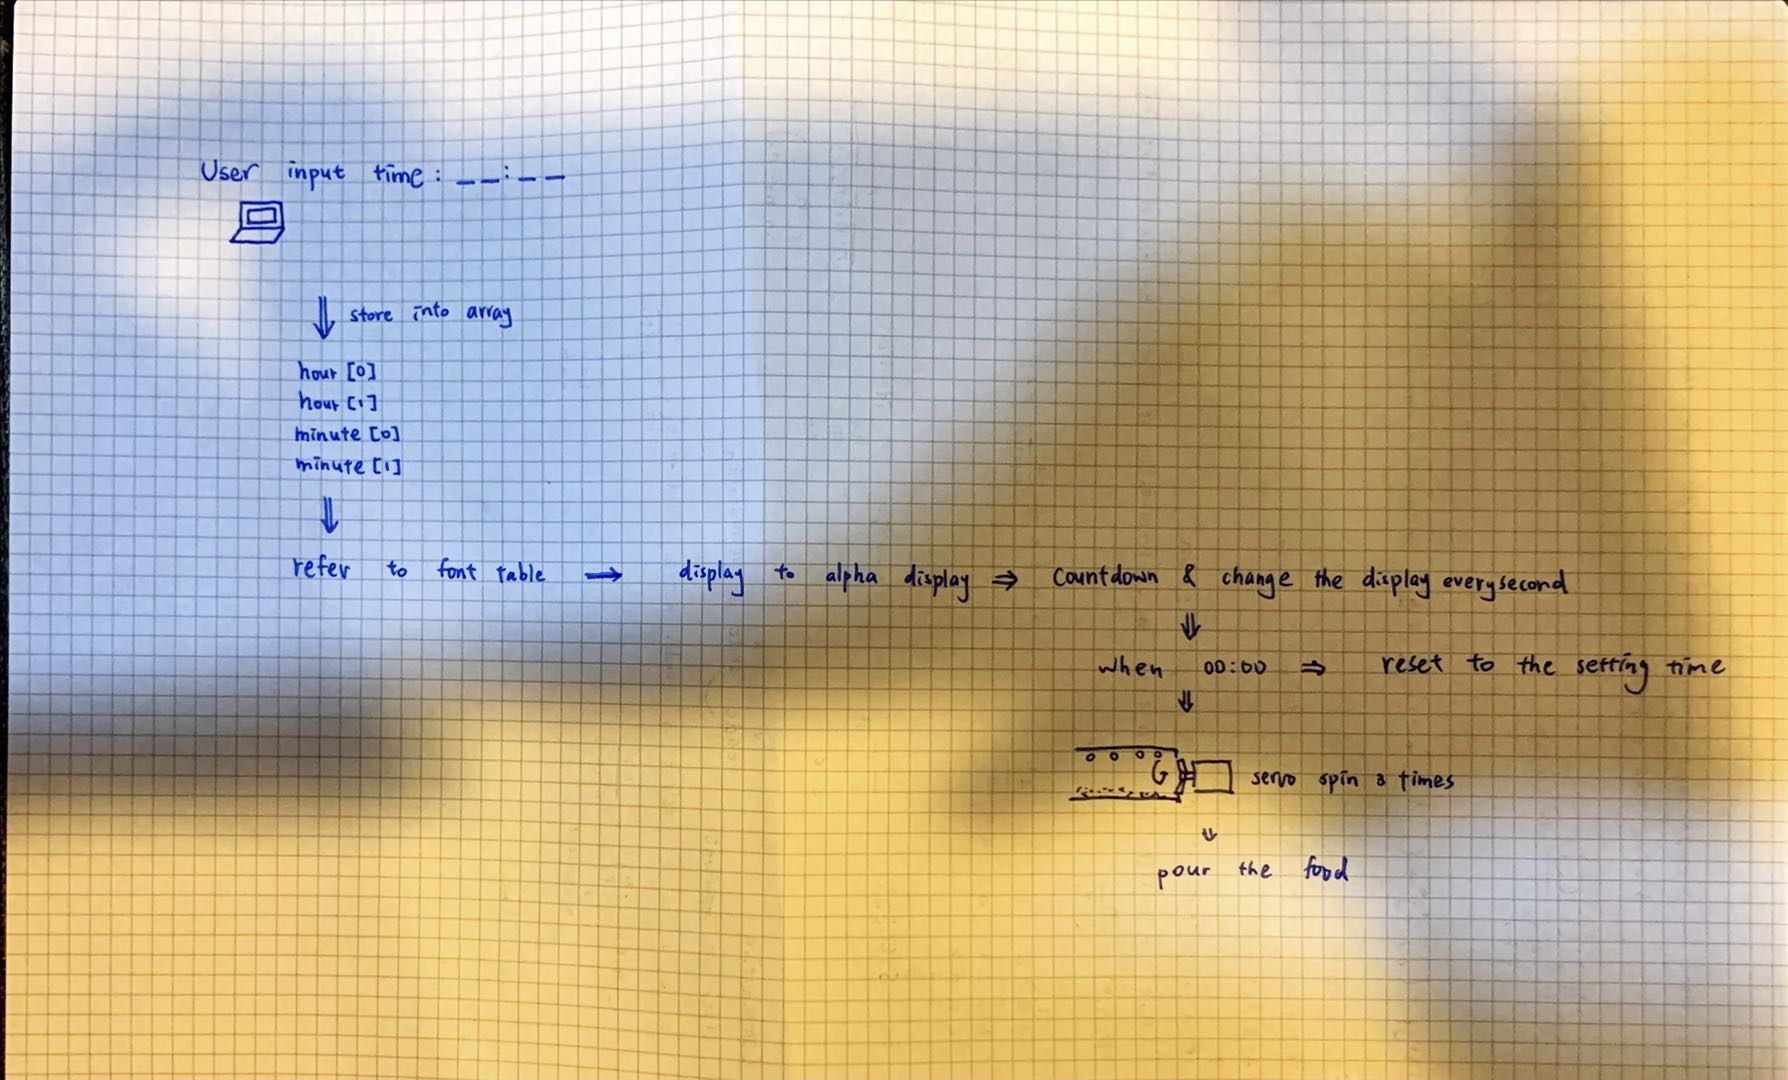 User input time : _ _ : _ _
store into array
hour [0]
hour [1]
minute [0]
minute [1]
refer to font table → display to alpha display ⇒ countdown & change the display every second
when 00:00 ⇒ reset to the setting time
servo spin 3 times
pour the food